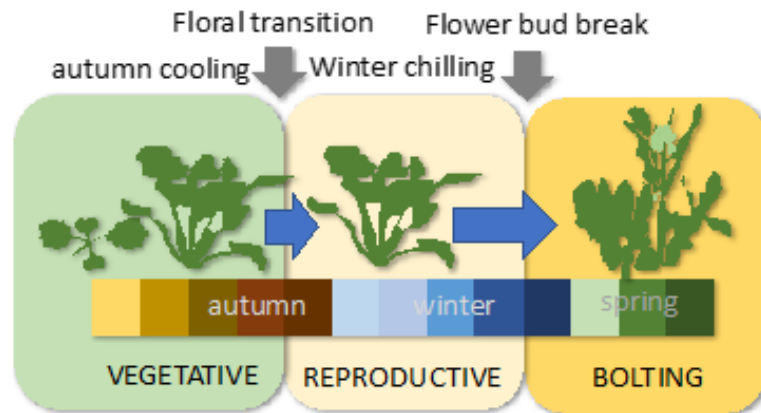 Floral transition
Flower bud break
autumn cooling
Winter chilling
autumn
winter
spring
VEGETATIVE
REPRODUCTIVE
BOLTING